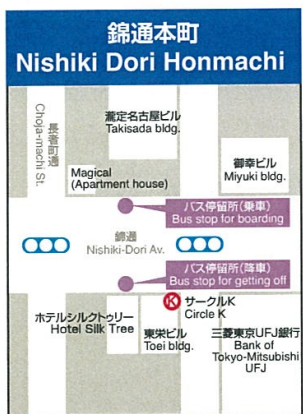 錦通本町
Nishiki Dori Honmachi
長者町通
Choja-machi St.
瀧定名古屋ビル
Takisada bldg.
御幸ビル
Miyuki bldg.
Magical
(Apartment house)
バス停留所(乗車)
Bus stop for boarding
錦通
Nishiki-Dori Av.
バス停留所(降車)
Bus stop for getting off
K サークルK
Circle K
ホテルシルクトゥリー
Hotel Silk Tree
東栄ビル
Toei bldg.
三菱東京UFJ銀行
Bank of
Tokyo-Mitsubishi
UFJ